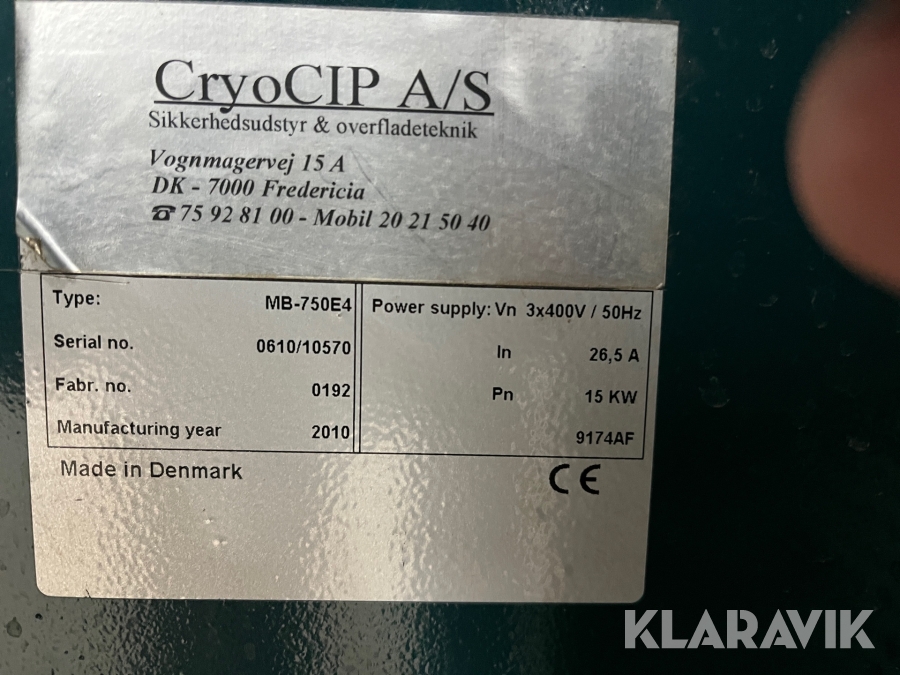 CryoCIP A/S
Sikkerhedsudstyr & overfladeteknik
Vognmagervej 15 A
DK - 7000 Fredericia
☎ 75 92 81 00 - Mobil 20 21 50 40
Type: MB-750E4
Serial no. 0610/10570
Fabr. no. 0192
Manufacturing year 2010
Power supply: Vn 3x400V / 50Hz
In 26,5 A
Pn 15 KW
9174AF
Made in Denmark
CE
KLARAVIK